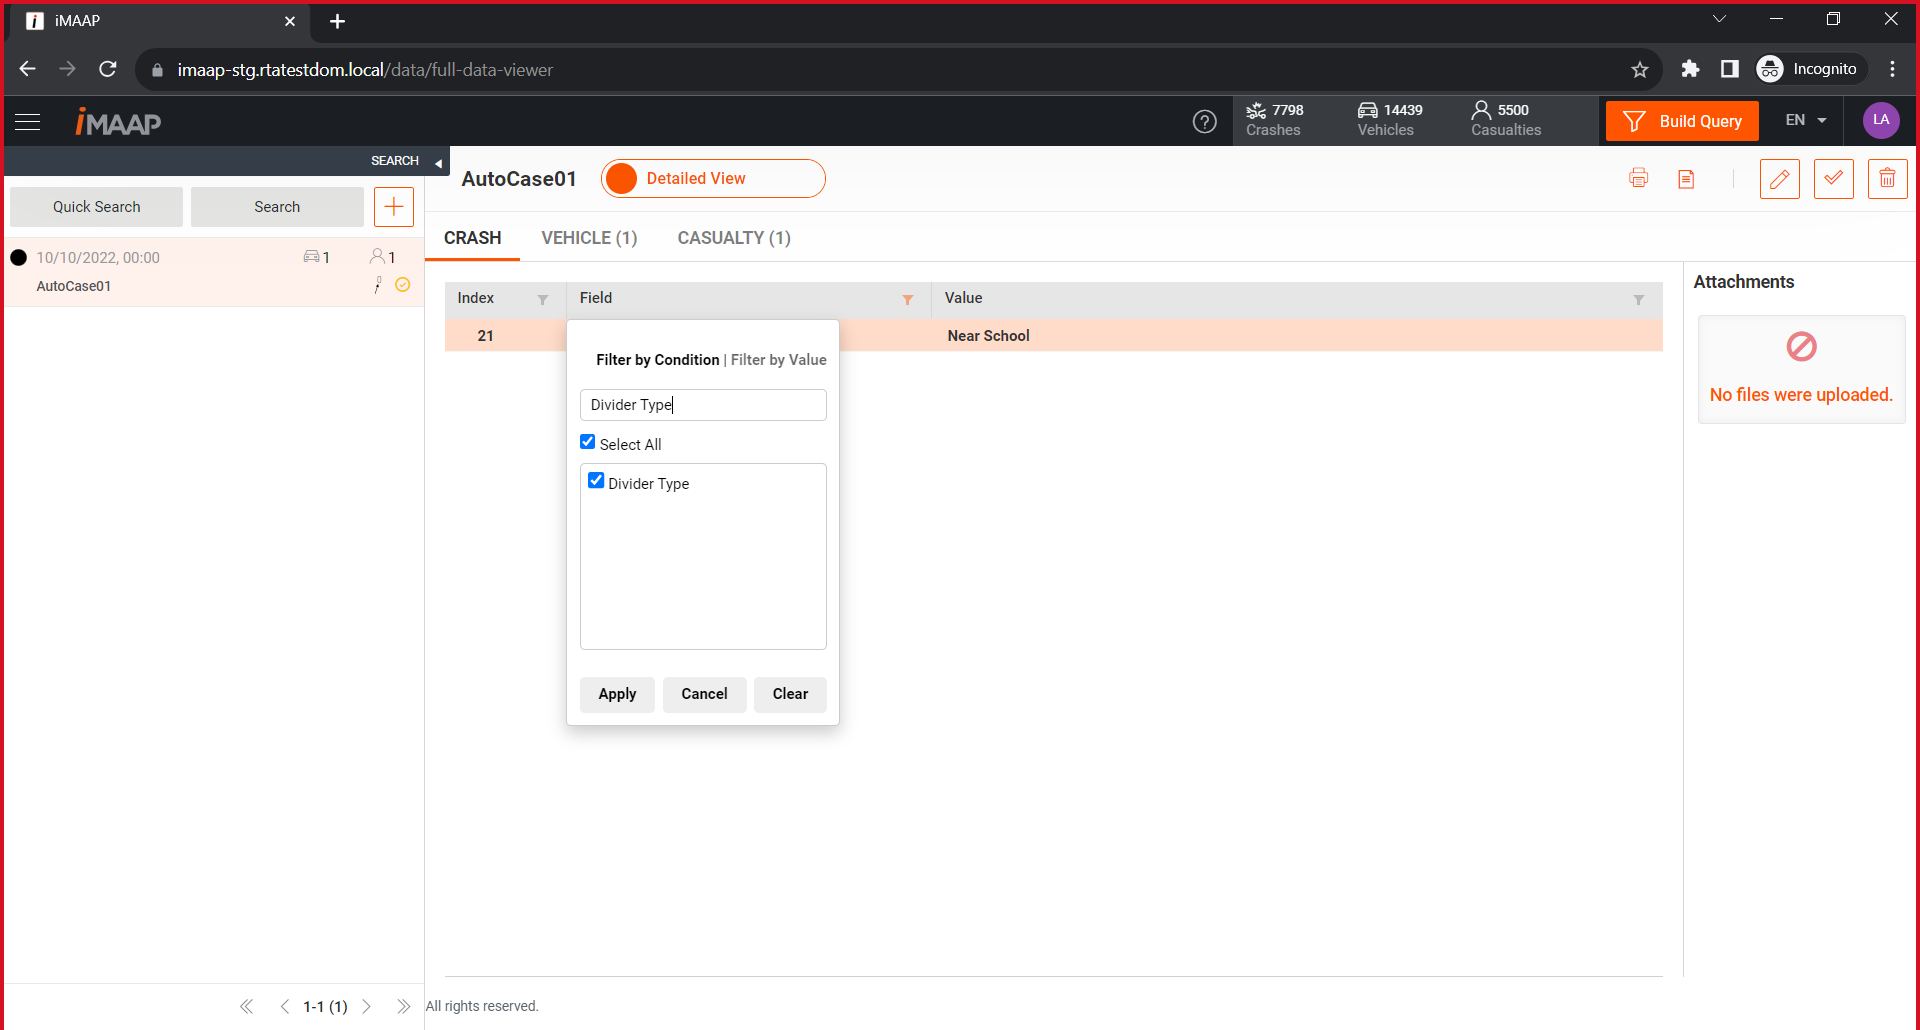 iMAAP
imaap-stg.rtatestdom.local/data/full-data-viewer
Incognito
iMAAP
7798
Crashes
14439
Vehicles
5500
Casualties
Build Query
EN
LA
SEARCH
Quick Search
Search
10/10/2022, 00:00
1
1
AutoCase01
AutoCase01
Detailed View
CRASH
VEHICLE (1)
CASUALTY (1)
Index
Field
Value
21
Near School
Filter by Condition | Filter by Value
Divider Type
Select All
Divider Type
Apply
Cancel
Clear
Attachments
No files were uploaded.
1-1 (1)
All rights reserved.